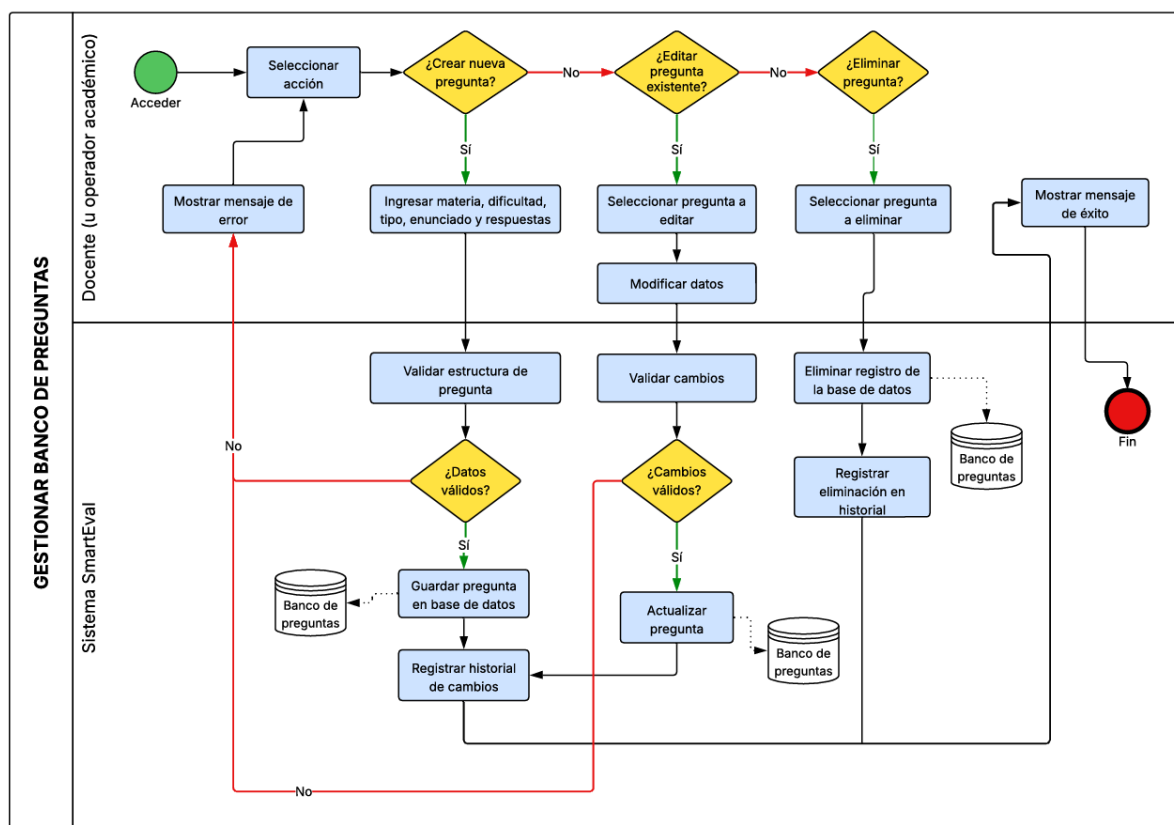 GESTIONAR BANCO DE PREGUNTAS
Docente (u operador académico)
Acceder
Seleccionar
acción
¿Crear nueva
pregunta?
No
¿Editar
pregunta
existente?
No
¿Eliminar
pregunta?
Sí
Sí
Sí
Mostrar mensaje de
error
Ingresar materia, dificultad,
tipo, enunciado y respuestas
Seleccionar pregunta a
editar
Seleccionar pregunta
a eliminar
Mostrar mensaje
de éxito
Modificar datos
Sistema SmartEval
Validar estructura de
pregunta
Validar cambios
Eliminar registro de
la base de datos
Fin
No
¿Datos
válidos?
¿Cambios
válidos?
Banco de
preguntas
Registrar
eliminación en
historial
Sí
Sí
Banco de
preguntas
Guardar pregunta
en base de datos
Actualizar
pregunta
Banco de
preguntas
Registrar historial
de cambios
No